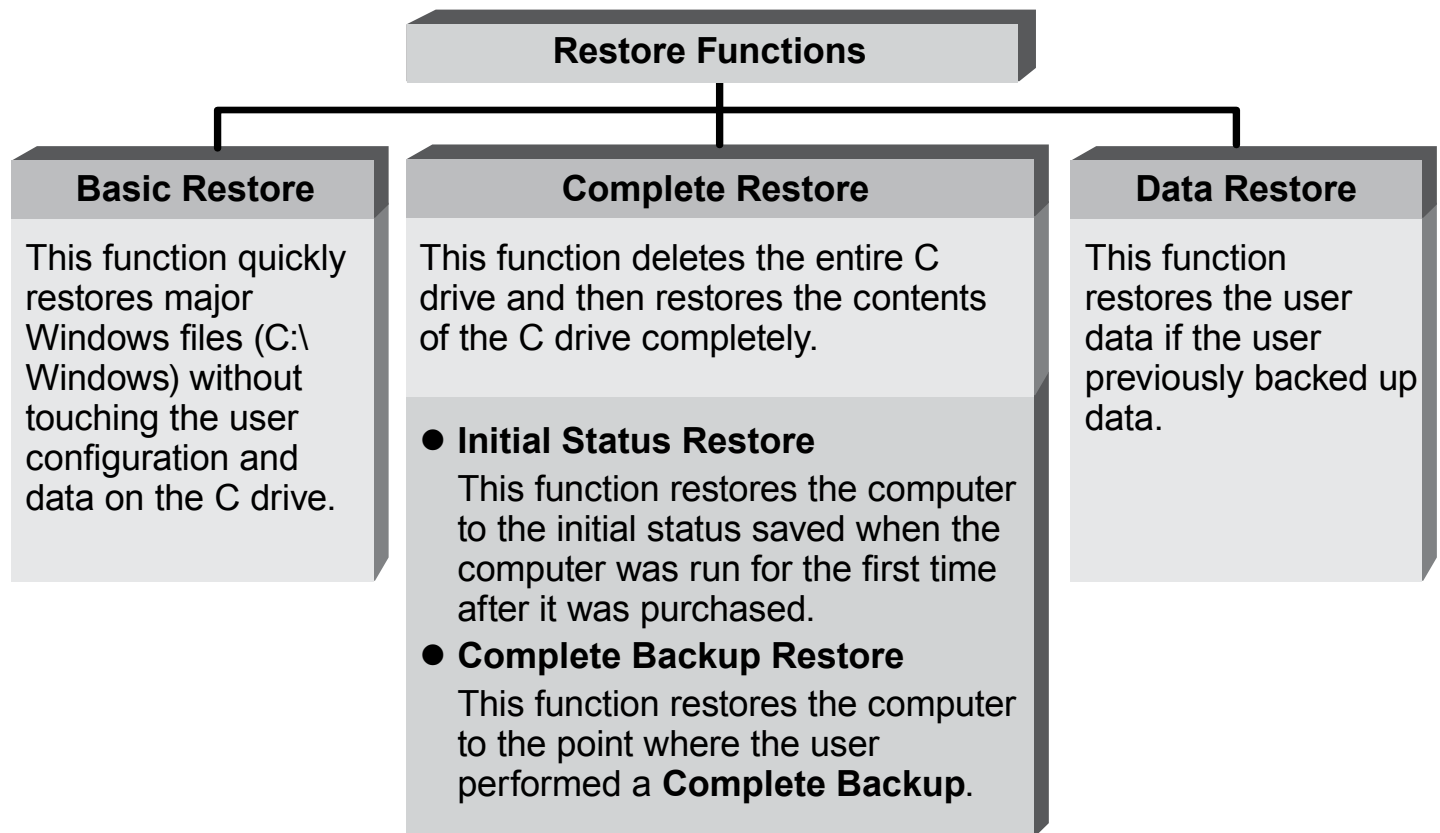 Restore Functions
Basic Restore
This function quickly
restores major
Windows files (C:\
Windows) without
touching the user
configuration and
data on the C drive.
Complete Restore
This function deletes the entire C
drive and then restores the contents
of the C drive completely.
● Initial Status Restore
This function restores the computer
to the initial status saved when the
computer was run for the first time
after it was purchased.
● Complete Backup Restore
This function restores the computer
to the point where the user
performed a Complete Backup.
Data Restore
This function
restores the user
data if the user
previously backed up
data.